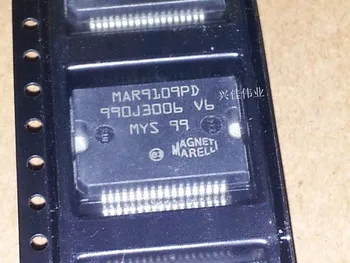 MAR9109PD
990J3006 V6
MYS 99
MAGNETI
MARELLI
兴佳伟业